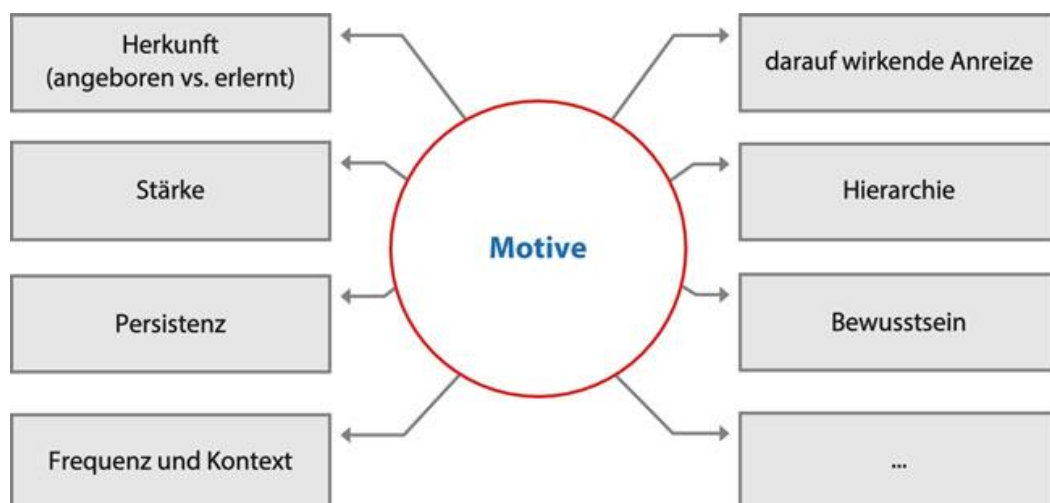 Herkunft
(angeboren vs. erlernt)
darauf wirkende Anreize
Stärke
Hierarchie
Motive
Persistenz
Bewusstsein
Frequenz und Kontext
...